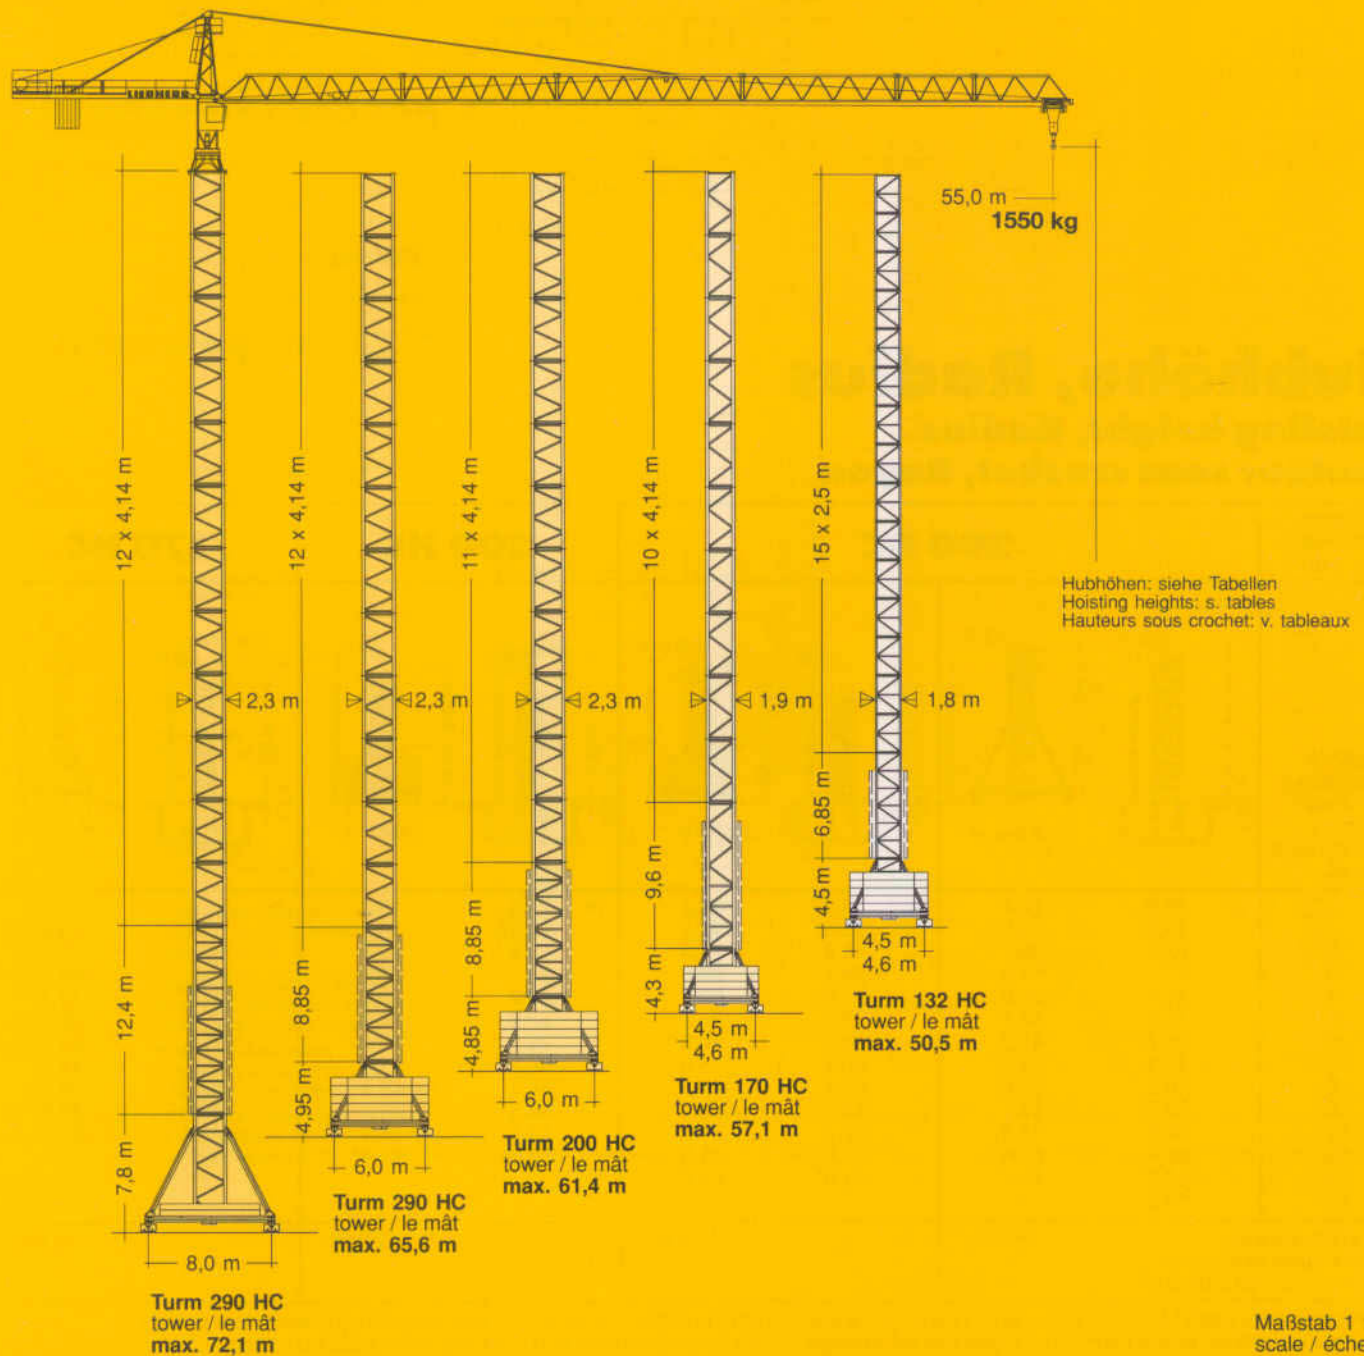 LIEBHERR
55,0 m
1550 kg
12 x 4,14 m
12 x 4,14 m
11 x 4,14 m
10 x 4,14 m
15 x 2,5 m
Hubhöhen: siehe Tabellen
Hoisting heights: s. tables
Hauteurs sous crochet: v. tableaux
2,3 m
2,3 m
2,3 m
1,9 m
1,8 m
12,4 m
7,8 m
8,0 m
Turm 290 HC
tower / le mât
max. 72,1 m
8,85 m
4,95 m
6,0 m
Turm 290 HC
tower / le mât
max. 65,6 m
8,85 m
4,85 m
6,0 m
Turm 200 HC
tower / le mât
max. 61,4 m
9,6 m
4,3 m
4,5 m
4,6 m
Turm 170 HC
tower / le mât
max. 57,1 m
6,85 m
4,5 m
4,5 m
4,6 m
Turm 132 HC
tower / le mât
max. 50,5 m
Maßstab 1
scale / éche